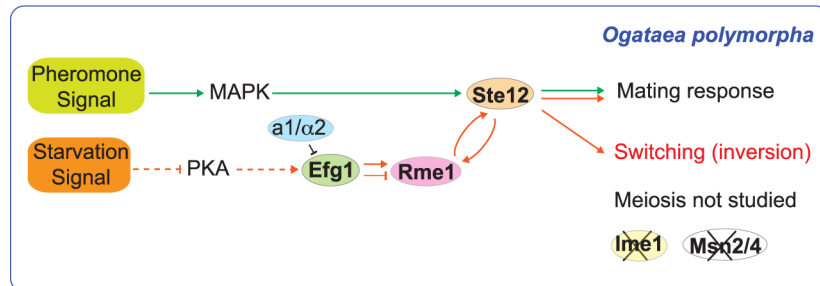 Ogataea polymorpha
Pheromone
Signal
MAPK
Ste12
Mating response
a1/α2
Starvation
Signal
PKA
Efg1
Rme1
Switching (inversion)
Meiosis not studied
Ime1
Msn2/4